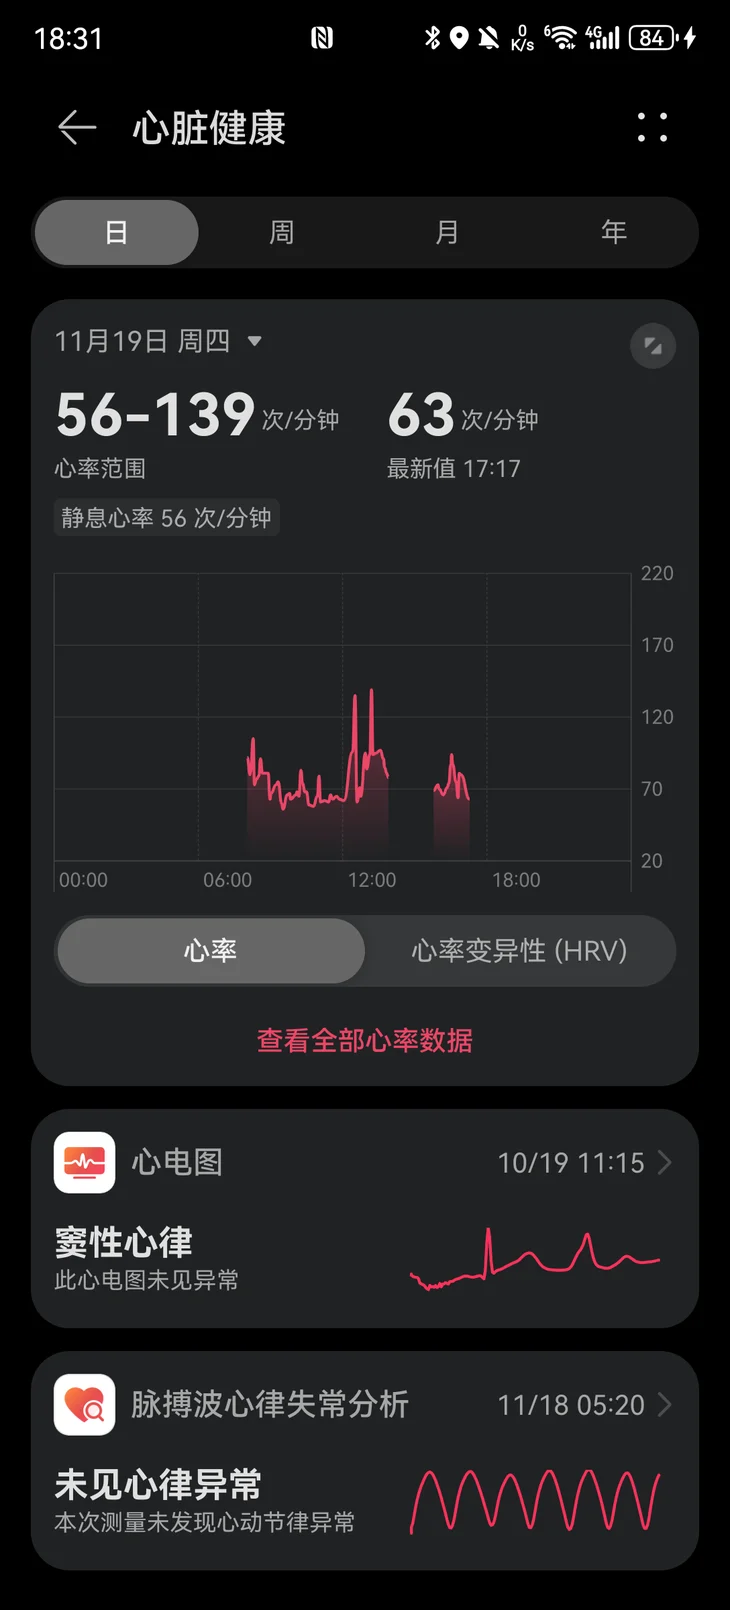 18:31
0 K/s 6 4G 84
心脏健康
日 周 月 年
11月19日 周四
56-139次/分钟 63次/分钟
心率范围 最新值 17:17
静息心率 56 次/分钟
220
170
120
70
20
00:00 06:00 12:00 18:00
心率 心率变异性 (HRV)
查看全部心率数据
心电图 10/19 11:15
窦性心律
此心电图未见异常
脉搏波心律失常分析 11/18 05:20
未见心律异常
本次测量未发现心动节律异常